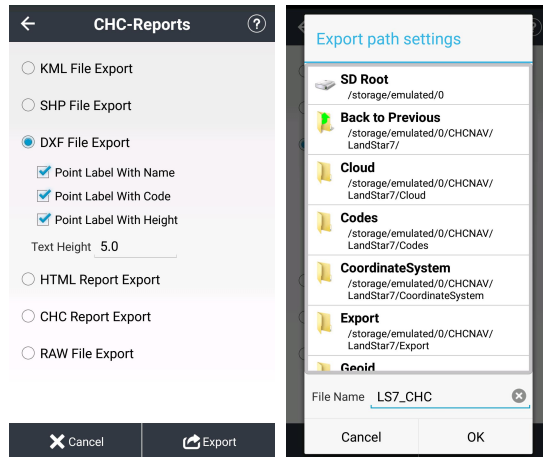 CHC-Reports
?
KML File Export
SHP File Export
DXF File Export
Point Label With Name
Point Label With Code
Point Label With Height
Text Height 5.0
HTML Report Export
CHC Report Export
RAW File Export
Cancel
Export
Export path settings
SD Root
/storage/emulated/0
Back to Previous
/storage/emulated/0/CHCNAV/
LandStar7/
Cloud
/storage/emulated/0/CHCNAV/
LandStar7/Cloud
Codes
/storage/emulated/0/CHCNAV/
LandStar7/Codes
CoordinateSystem
/storage/emulated/0/CHCNAV/
LandStar7/CoordinateSystem
Export
/storage/emulated/0/CHCNAV/
LandStar7/Export
Geoid
File Name LS7_CHC
Cancel
OK